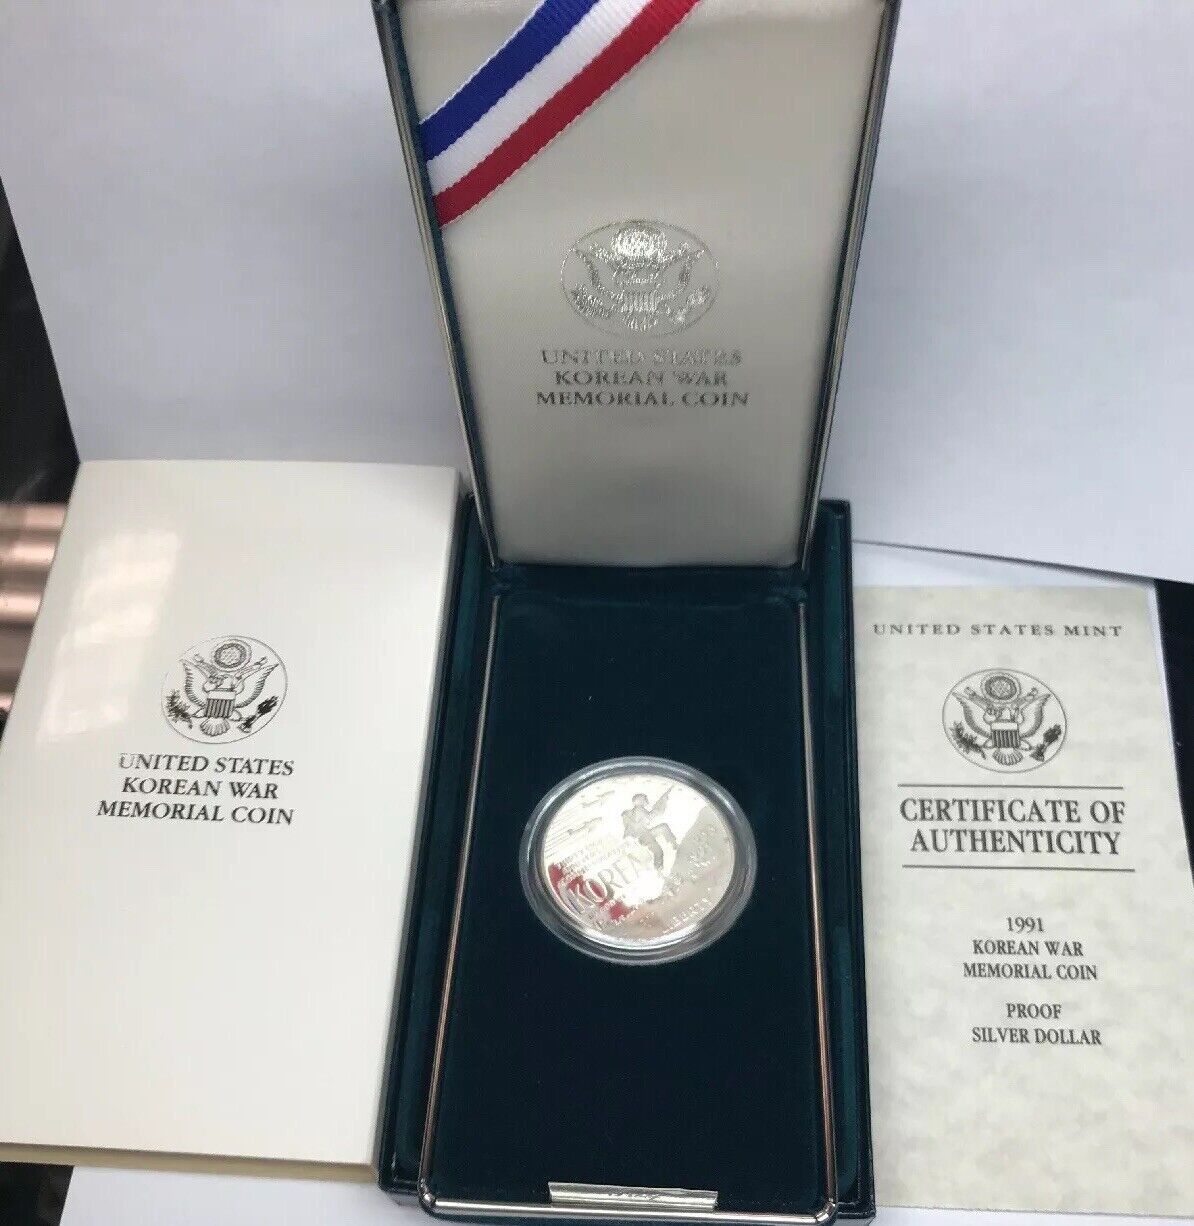 UNITED STATES
KOREAN WAR
MEMORIAL COIN
UNITED STATES
KOREAN WAR
MEMORIAL COIN
KOREA
LIBERTY
UNITED STATES MINT
CERTIFICATE OF
AUTHENTICITY
1991
KOREAN WAR
MEMORIAL COIN
PROOF
SILVER DOLLAR